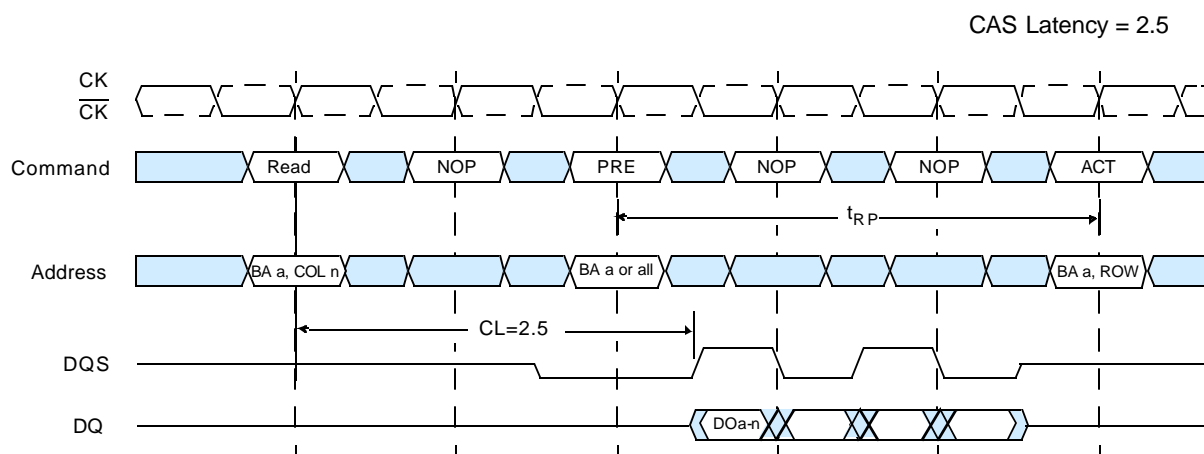 CAS Latency = 2.5
CK
CK
Command
Read
NOP
PRE
NOP
NOP
ACT
tRP
Address
BA a, COL n
BA a or all
BA a, ROW
CL=2.5
DQS
DQ
DOa-n